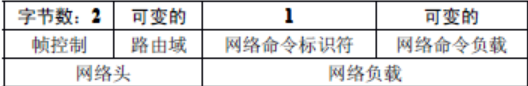 字节数：2 可变的 1 可变的
帧控制 路由域 网络命令标识符 网络命令负载
网络头 网络负载